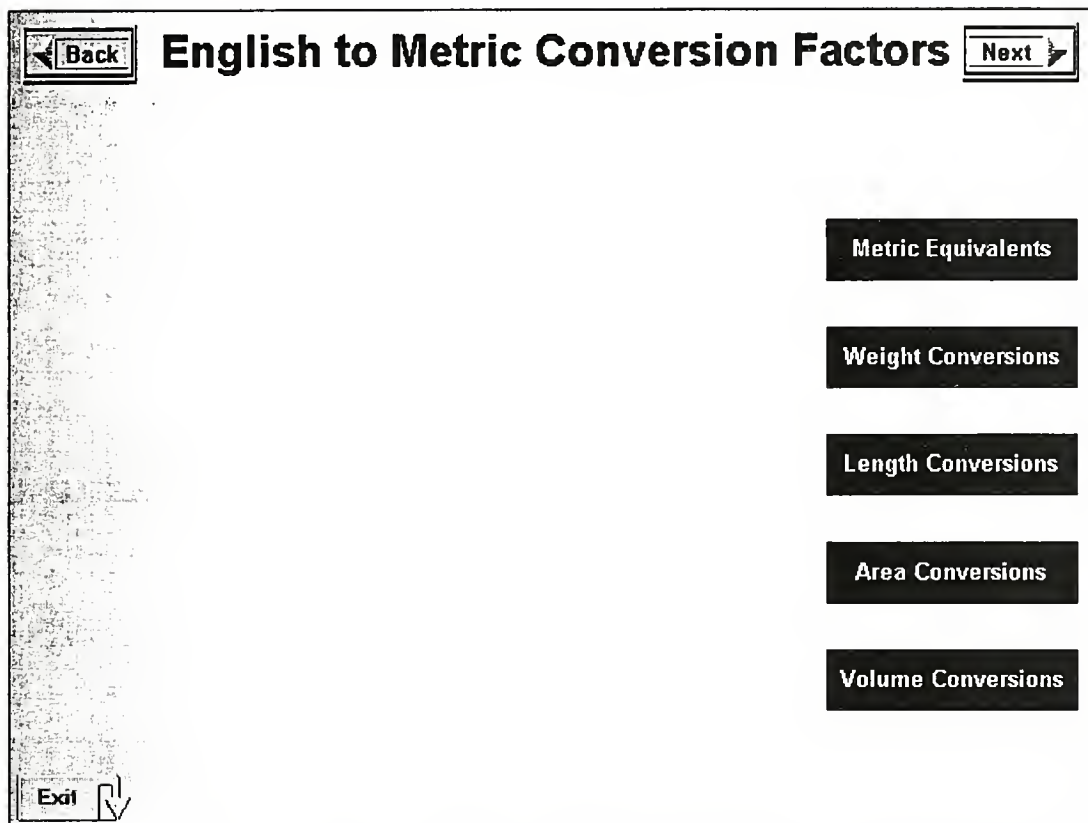 Back
English to Metric Conversion Factors
Next
Metric Equivalents
Weight Conversions
Length Conversions
Area Conversions
Volume Conversions
Exit